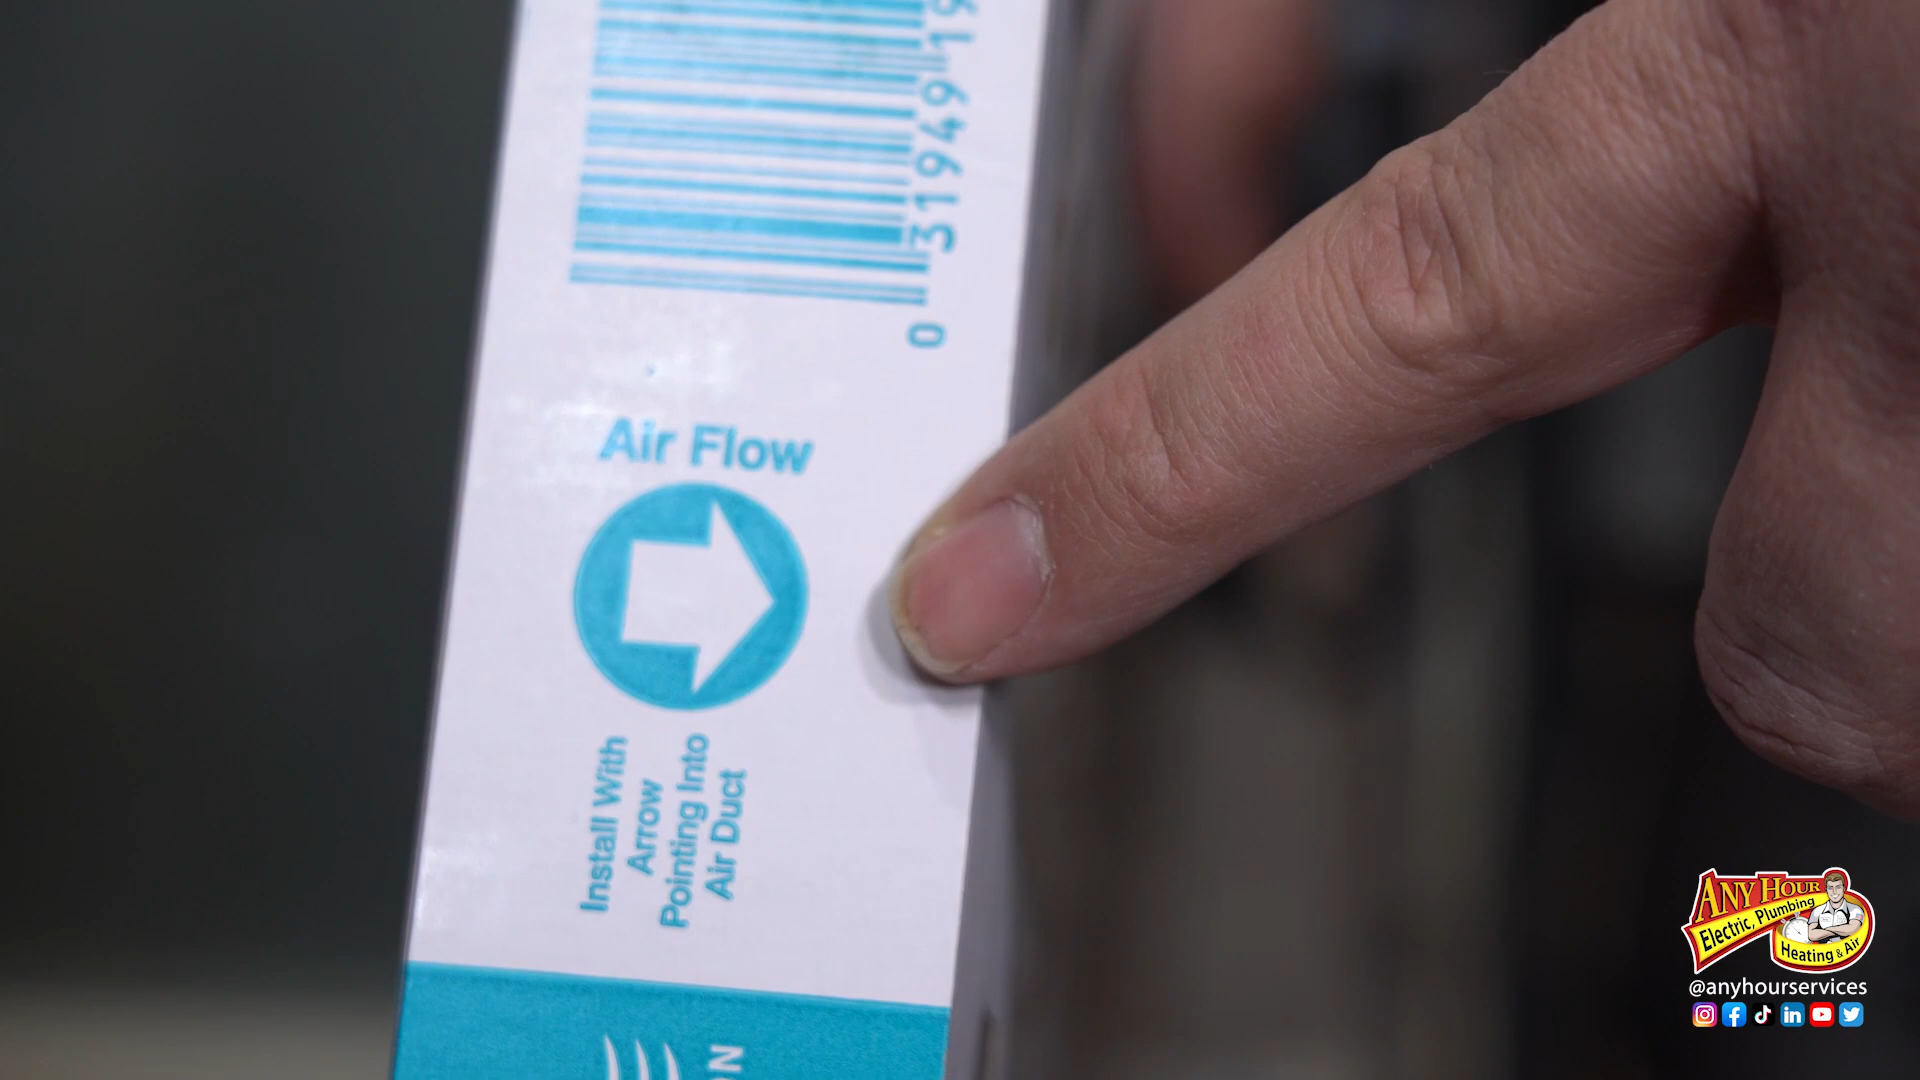 0 31949 19
Air Flow
Install With
Arrow
Pointing Into
Air Duct
ANY HOUR
Electric, Plumbing
Heating & Air
@anyhourservices